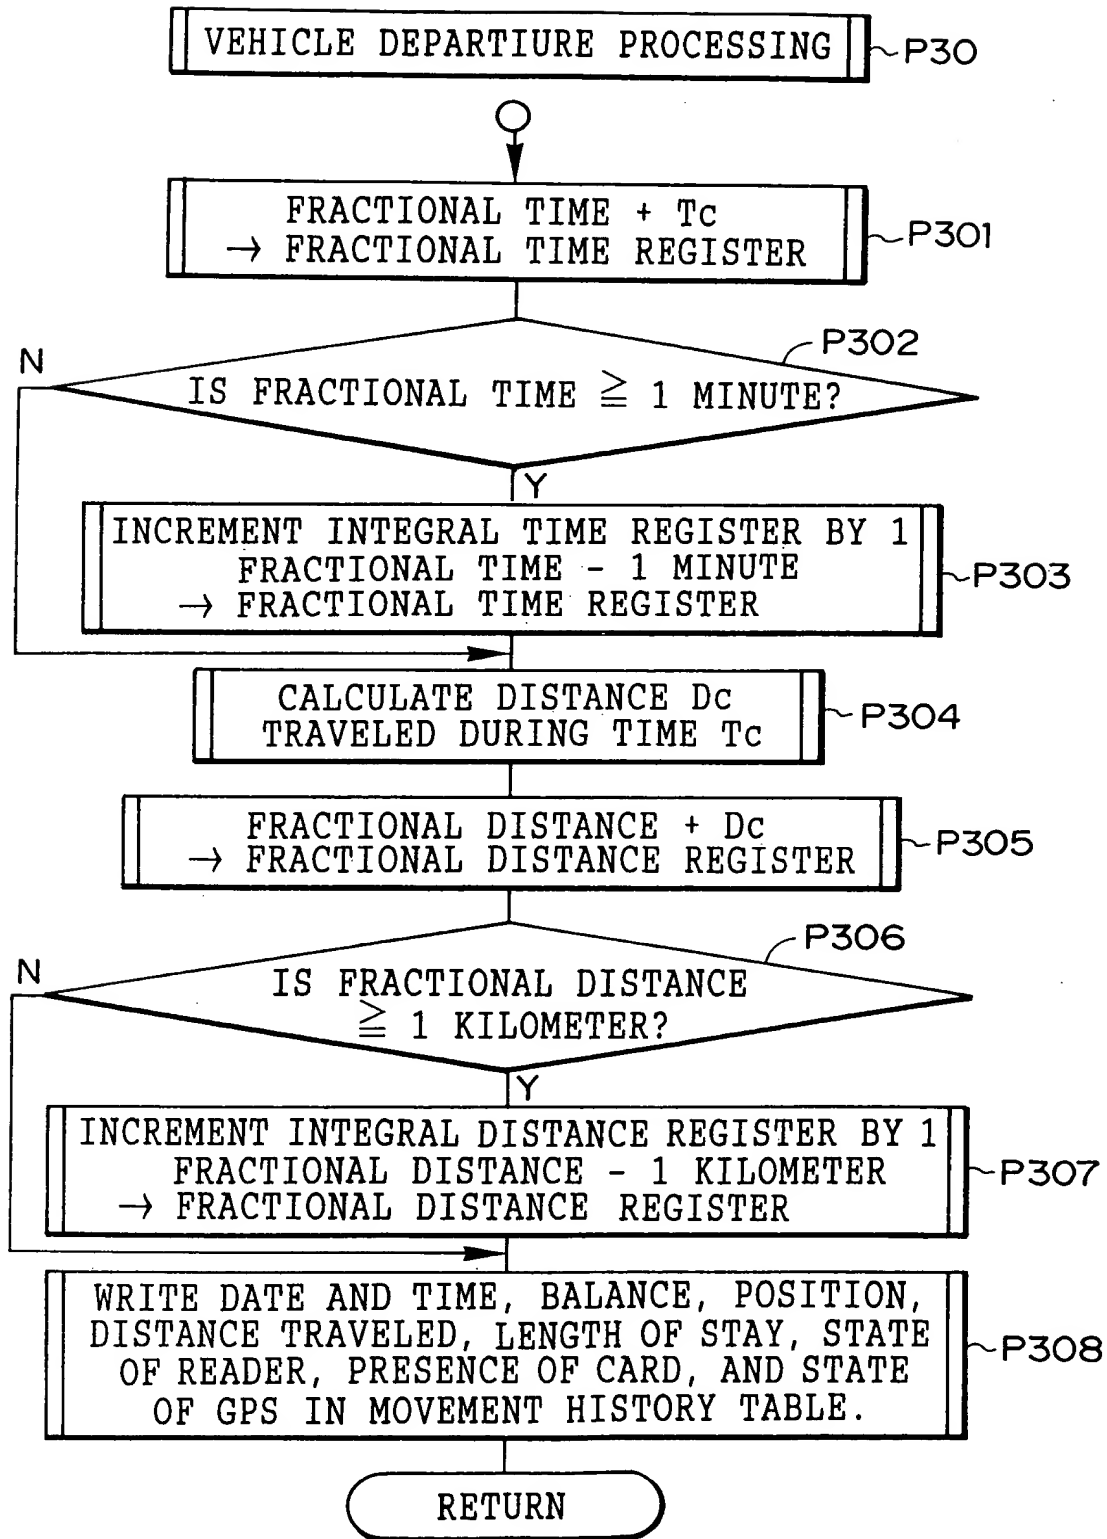 VEHICLE DEPARTIURE PROCESSING
P30
FRACTIONAL TIME + Tc
→ FRACTIONAL TIME REGISTER
P301
P302
N
IS FRACTIONAL TIME ≧ 1 MINUTE?
Y
INCREMENT INTEGRAL TIME REGISTER BY 1
FRACTIONAL TIME - 1 MINUTE
→ FRACTIONAL TIME REGISTER
P303
CALCULATE DISTANCE Dc
TRAVELED DURING TIME Tc
P304
FRACTIONAL DISTANCE + Dc
→ FRACTIONAL DISTANCE REGISTER
P305
P306
N
IS FRACTIONAL DISTANCE
≧ 1 KILOMETER?
Y
INCREMENT INTEGRAL DISTANCE REGISTER BY 1
FRACTIONAL DISTANCE - 1 KILOMETER
→ FRACTIONAL DISTANCE REGISTER
P307
WRITE DATE AND TIME, BALANCE, POSITION,
DISTANCE TRAVELED, LENGTH OF STAY, STATE
OF READER, PRESENCE OF CARD, AND STATE
OF GPS IN MOVEMENT HISTORY TABLE.
P308
RETURN